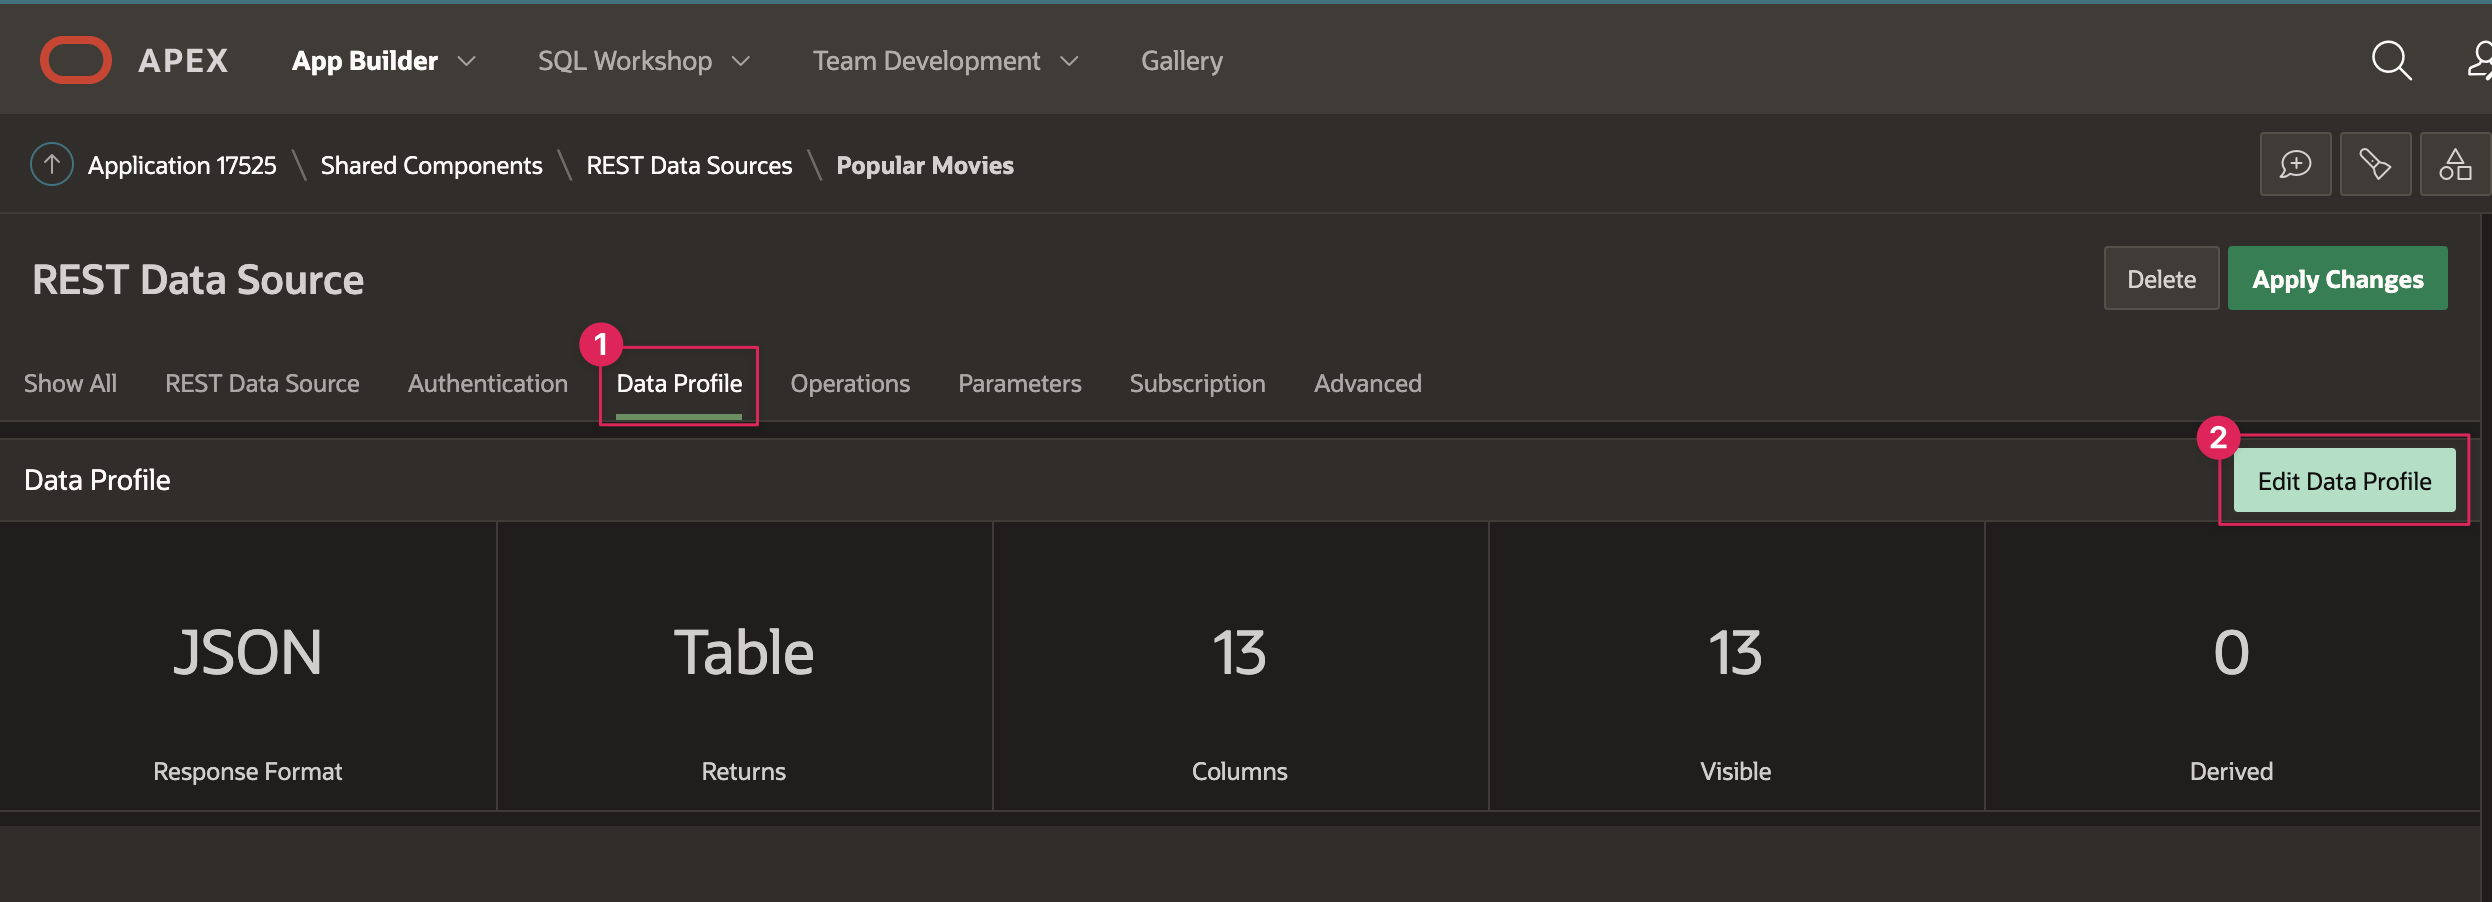 APEX App Builder SQL Workshop Team Development Gallery
Application 17525 \ Shared Components \ REST Data Sources \ Popular Movies
REST Data Source
Delete Apply Changes
1
Show All REST Data Source Authentication Data Profile Operations Parameters Subscription Advanced
2
Data Profile Edit Data Profile
JSON Table 13 13 0
Response Format Returns Columns Visible Derived